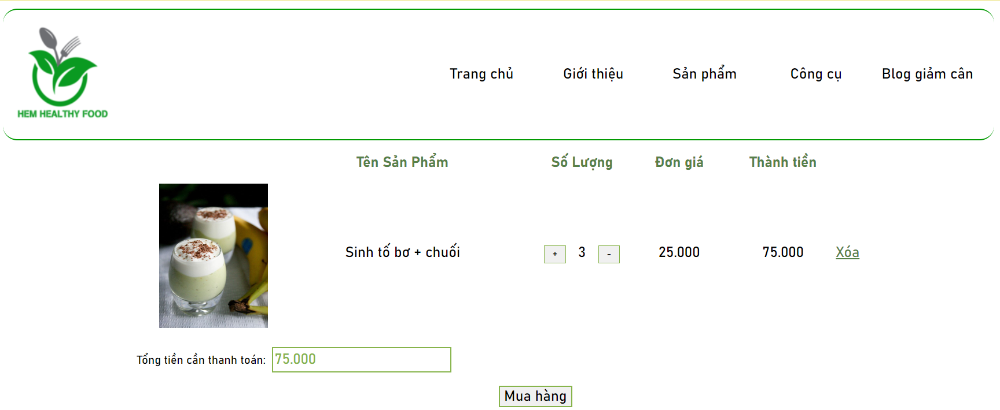 HEM HEALTHY FOOD
Trang chủ Giới thiệu Sản phẩm Công cụ Blog giảm cân
Tên Sản Phẩm Số Lượng Đơn giá Thành tiền
Sinh tố bơ + chuối + 3 - 25.000 75.000 Xóa
Tổng tiền cần thanh toán: 75.000
Mua hàng